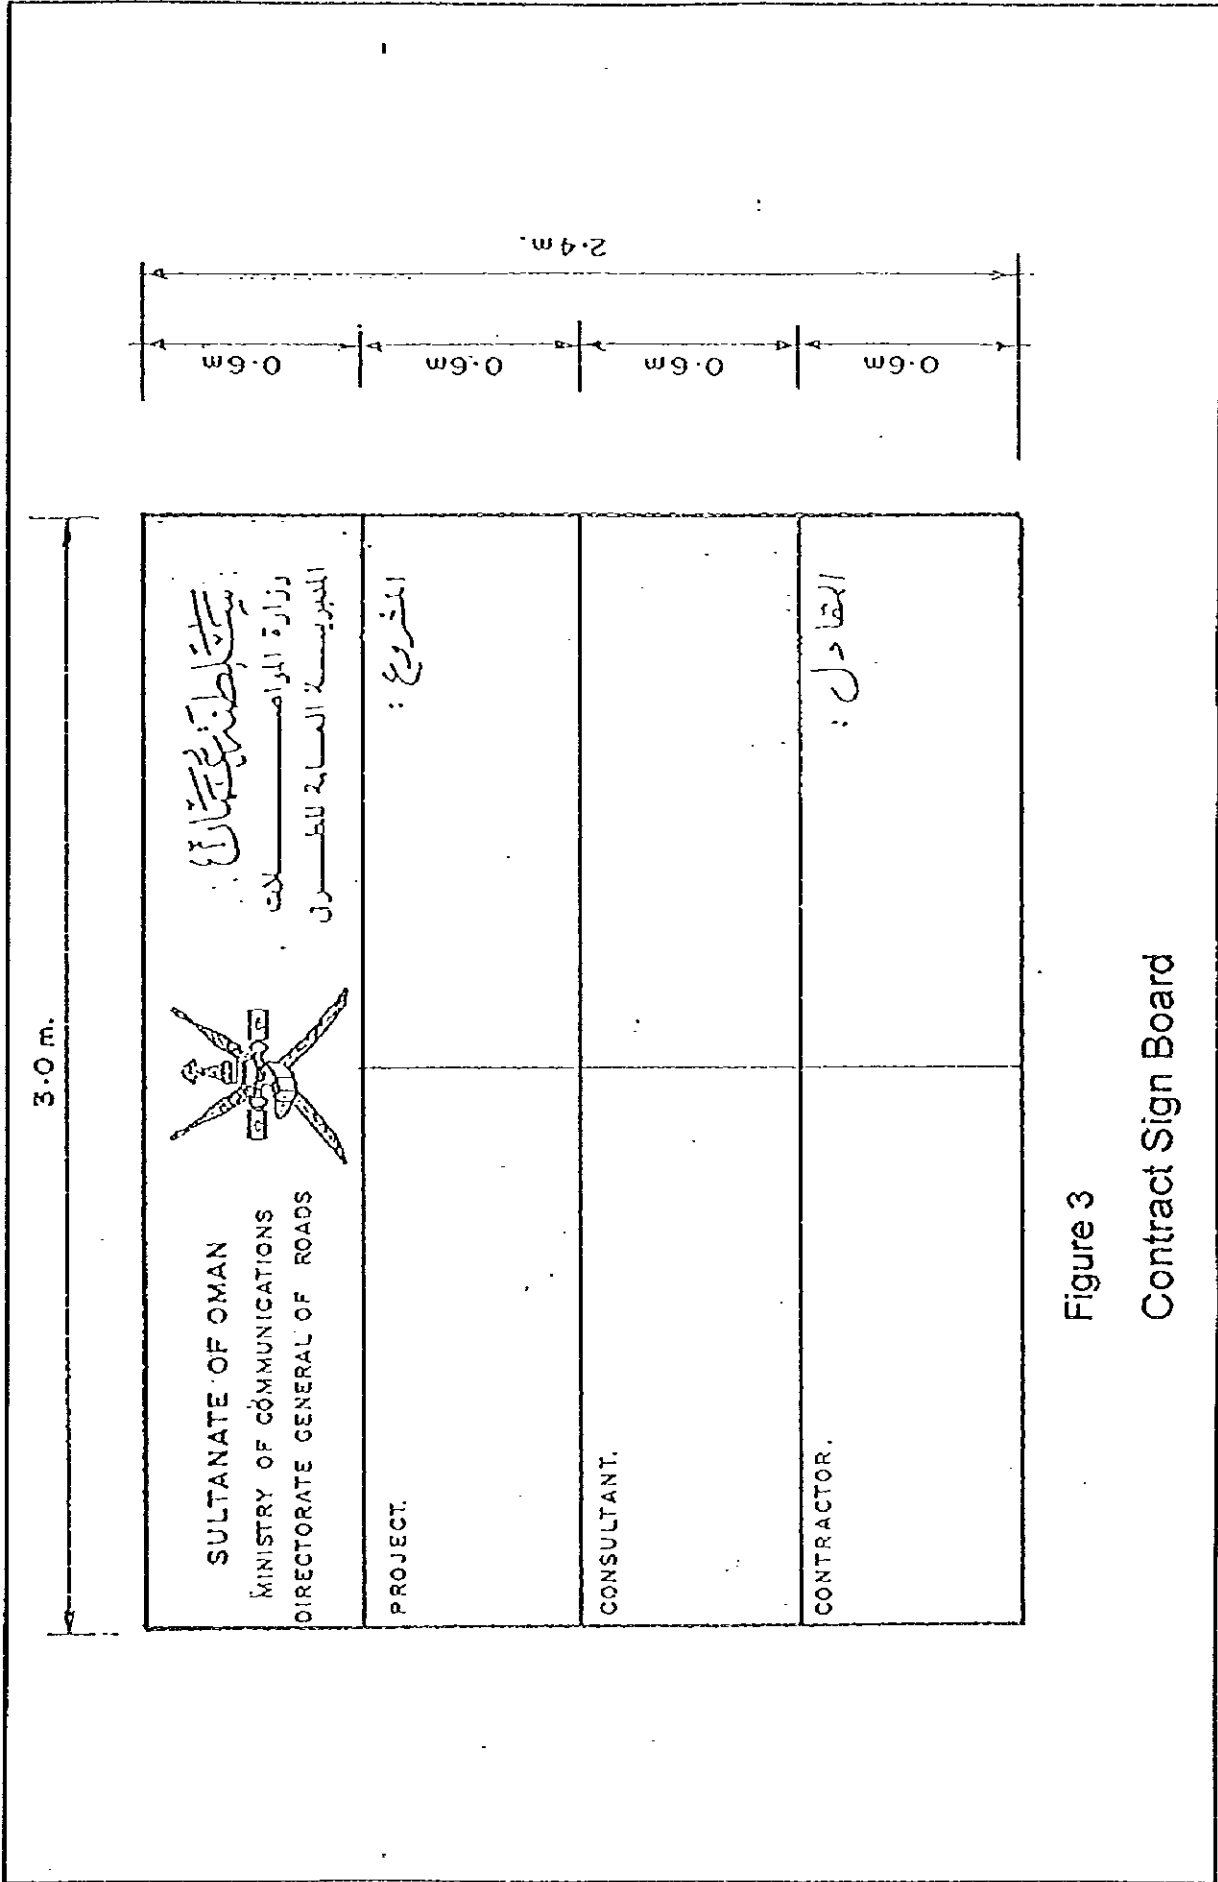 3.0 m.
SULTANATE OF OMAN
MINISTRY OF COMMUNICATIONS
DIRECTORATE GENERAL OF ROADS
سلطنة عمان
وزارة المواصلات
المديرية العامة للطرق
PROJECT.
المشروع :
CONSULTANT.
CONTRACTOR.
المقاول :
0.6m
0.6m
0.6m
0.6m
2.4m.
Figure 3
Contract Sign Board